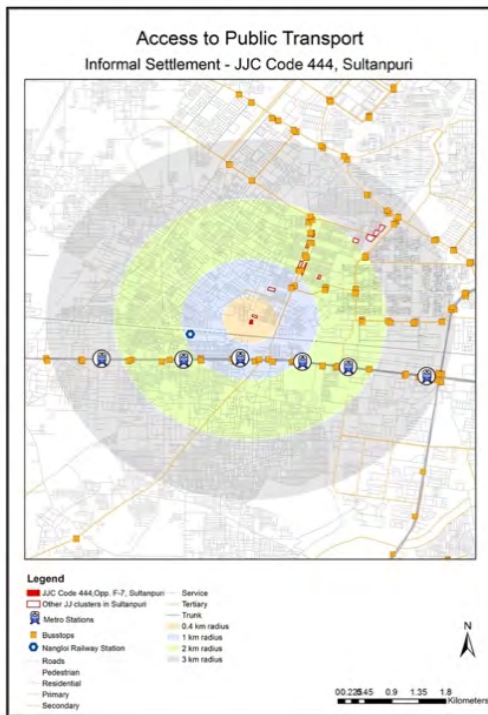 Access to Public Transport
Informal Settlement - JJC Code 444, Sultanpuri
Legend
JJC Code 444;Opp. F-7, Sultanpuri
Other JJ clusters in Sultanpuri
Metro Stations
Busstops
Nangloi Railway Station
Roads
Pedestrian
Residential
Primary
Secondary
Service
Tertiary
Trunk
0.4 km radius
1 km radius
2 km radius
3 km radius
N
00.225.45 0.9 1.35 1.8
Kilometers